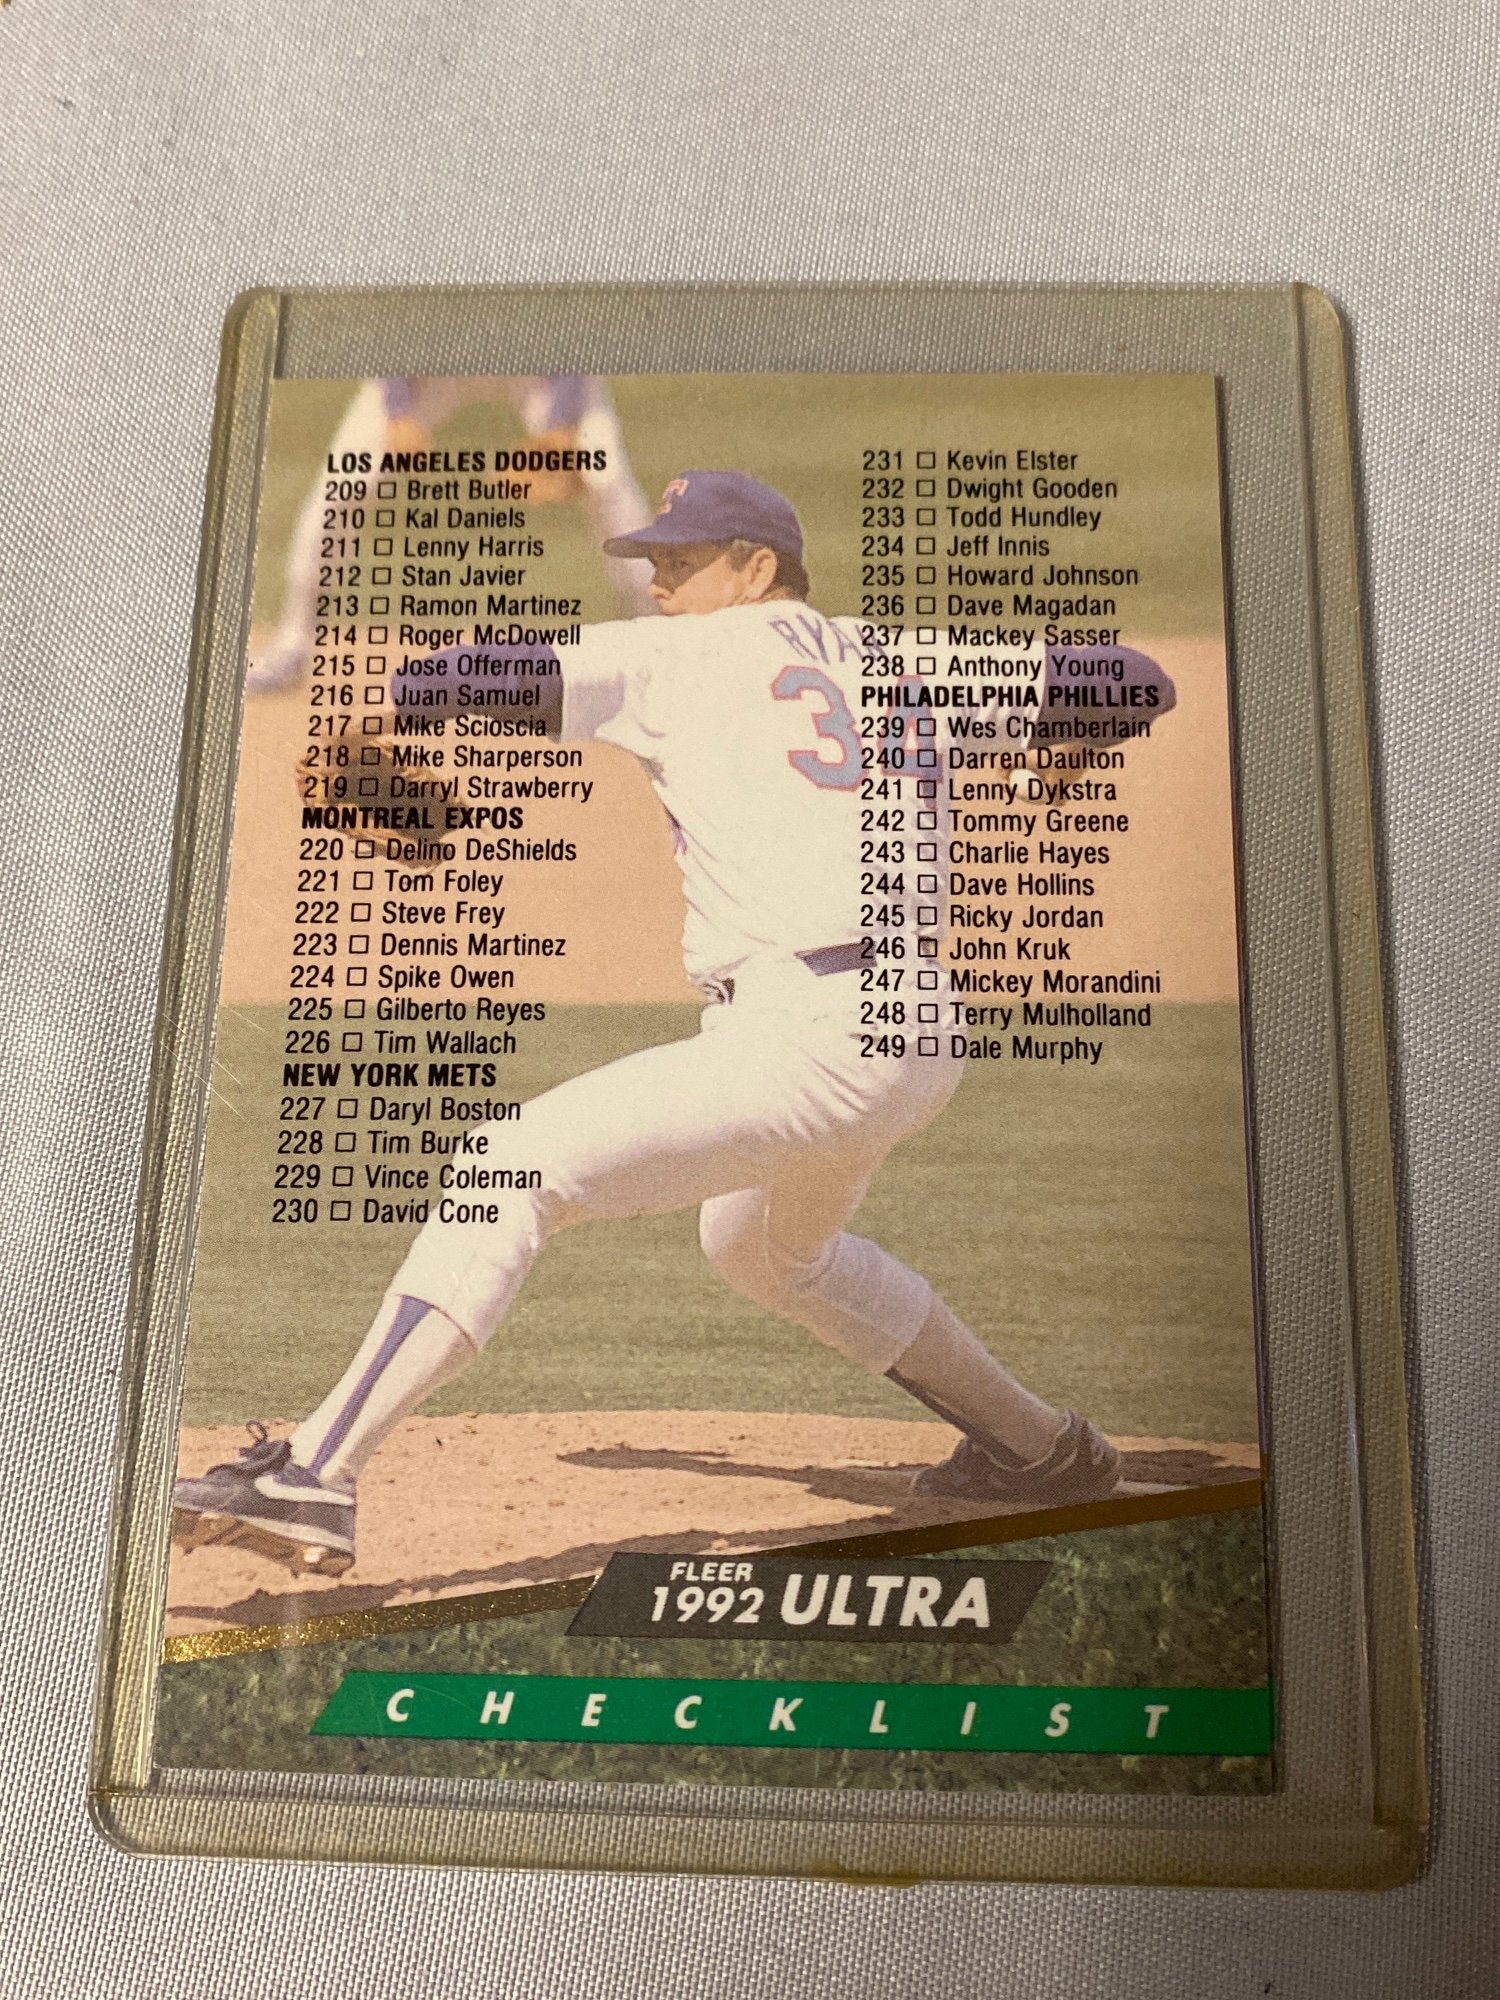 LOS ANGELES DODGERS
209 □ Brett Butler
210 □ Kal Daniels
211 □ Lenny Harris
212 □ Stan Javier
213 □ Ramon Martinez
214 □ Roger McDowell
215 □ Jose Offerman
216 □ Juan Samuel
217 □ Mike Scioscia
218 □ Mike Sharperson
219 □ Darryl Strawberry
MONTREAL EXPOS
220 □ Delino DeShields
221 □ Tom Foley
222 □ Steve Frey
223 □ Dennis Martinez
224 □ Spike Owen
225 □ Gilberto Reyes
226 □ Tim Wallach
NEW YORK METS
227 □ Daryl Boston
228 □ Tim Burke
229 □ Vince Coleman
230 □ David Cone
231 □ Kevin Elster
232 □ Dwight Gooden
233 □ Todd Hundley
234 □ Jeff Innis
235 □ Howard Johnson
236 □ Dave Magadan
237 □ Mackey Sasser
238 □ Anthony Young
PHILADELPHIA PHILLIES
239 □ Wes Chamberlain
240 □ Darren Daulton
241 □ Lenny Dykstra
242 □ Tommy Greene
243 □ Charlie Hayes
244 □ Dave Hollins
245 □ Ricky Jordan
246 □ John Kruk
247 □ Mickey Morandini
248 □ Terry Mulholland
249 □ Dale Murphy
T
RYAN
34
FLEER
1992 ULTRA
CHECKLIST